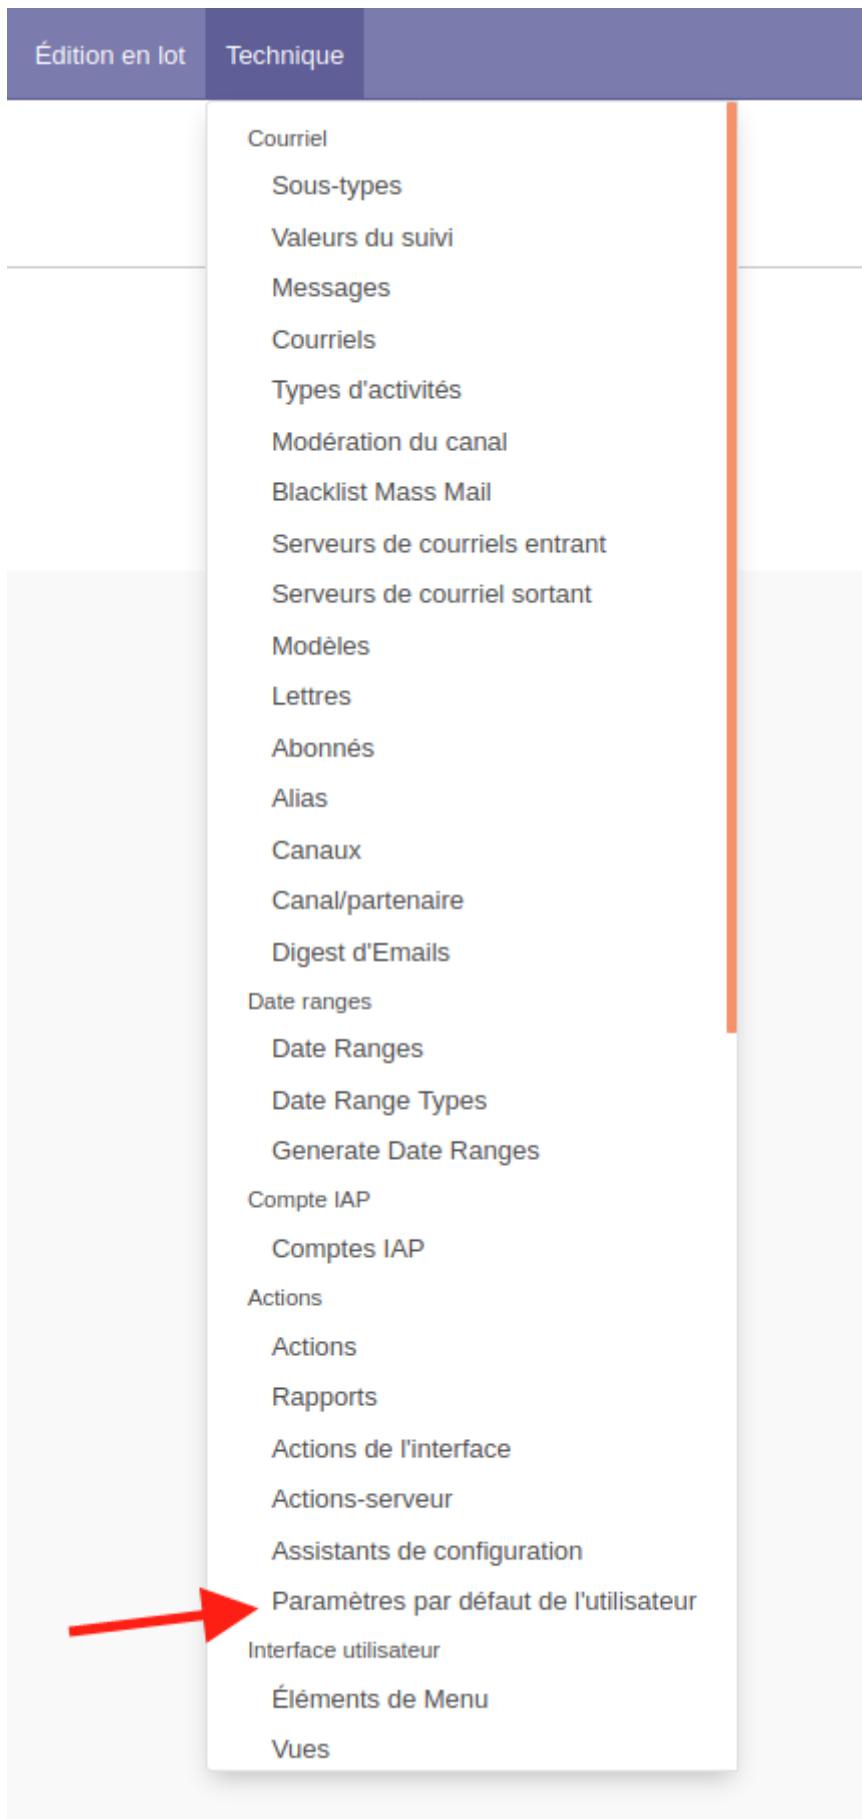 Édition en lot Technique
Courriel
Sous-types
Valeurs du suivi
Messages
Courriels
Types d'activités
Modération du canal
Blacklist Mass Mail
Serveurs de courriels entrant
Serveurs de courriel sortant
Modèles
Lettres
Abonnés
Alias
Canaux
Canal/partenaire
Digest d'Emails
Date ranges
Date Ranges
Date Range Types
Generate Date Ranges
Compte IAP
Comptes IAP
Actions
Actions
Rapports
Actions de l'interface
Actions-serveur
Assistants de configuration
Paramètres par défaut de l'utilisateur
Interface utilisateur
Éléments de Menu
Vues